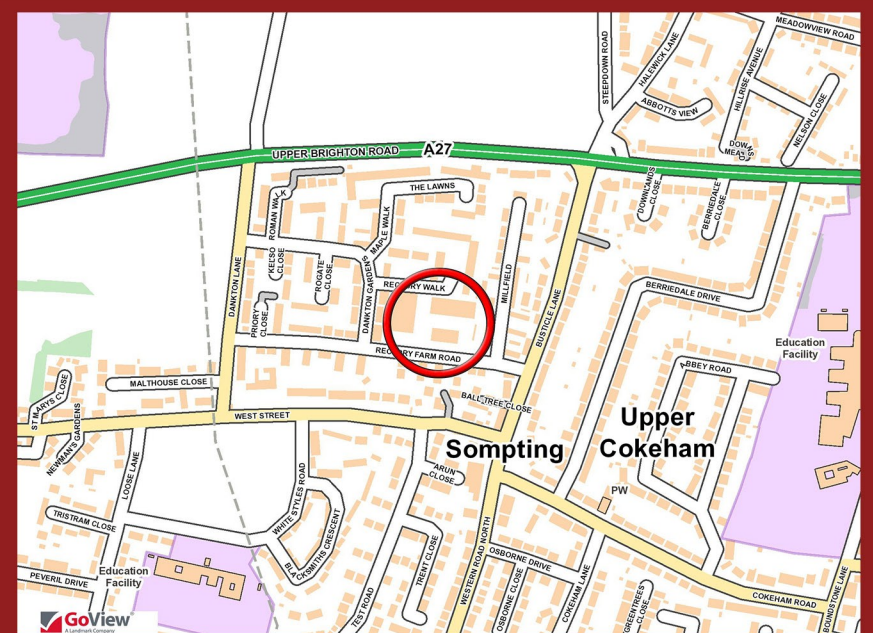 MEADOWVIEW ROAD
STEEPDOWN ROAD
HALEWICK LANE
HILLRISE AVENUE
ABBOTTS VIEW
NELSON CLOSE
UPPER BRIGHTON ROAD
A27
DOWNLANDS CLOSE
BERRIEDALE CLOSE
THE LAWNS
ROMAN WALK
MAPLE WALK
KELSO CLOSE
ROGATE CLOSE
DANKTON GARDENS
DANKTON LANE
PRIORY CLOSE
RECTORY WALK
MILLFIELD
BUSTICLE LANE
BERRIEDALE DRIVE
Education
Facility
RECTORY FARM ROAD
ABBEY ROAD
MALTHOUSE CLOSE
ST MARYS CLOSE
NEWMAN'S GARDENS
WEST STREET
BALL TREE CLOSE
Upper
Cokeham
Sompting
LOOSE LANE
ARUN
CLOSE
PW
WHITE STYLES ROAD
TRISTRAM CLOSE
BLACKSMITHS CRESCENT
TRENT CLOSE
WESTERN ROAD NORTH
OSBORNE DRIVE
OSBORNE CLOSE
COKEHAM LANE
Education
Facility
PEVERIL DRIVE
TEST ROAD
GREENTREES CLOSE
COKEHAM ROAD
BOUNDSTONE LANE
GoView
A Landmark Company